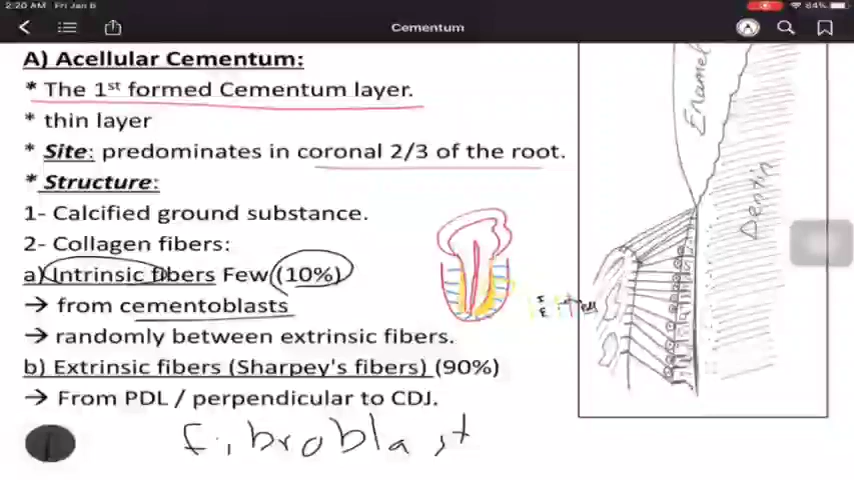 2:20 AM Fri Jan 6
84%
Cementum
A) Acellular Cementum:
* The 1st formed Cementum layer.
* thin layer
* Site: predominates in coronal 2/3 of the root.
* Structure:
1- Calcified ground substance.
2- Collagen fibers:
a) Intrinsic fibers Few (10%)
→ from cementoblasts
→ randomly between extrinsic fibers.
b) Extrinsic fibers (Sharpey's fibers) (90%)
→ From PDL / perpendicular to CDJ.
fibroblast
Enamel
Dentin
I
E